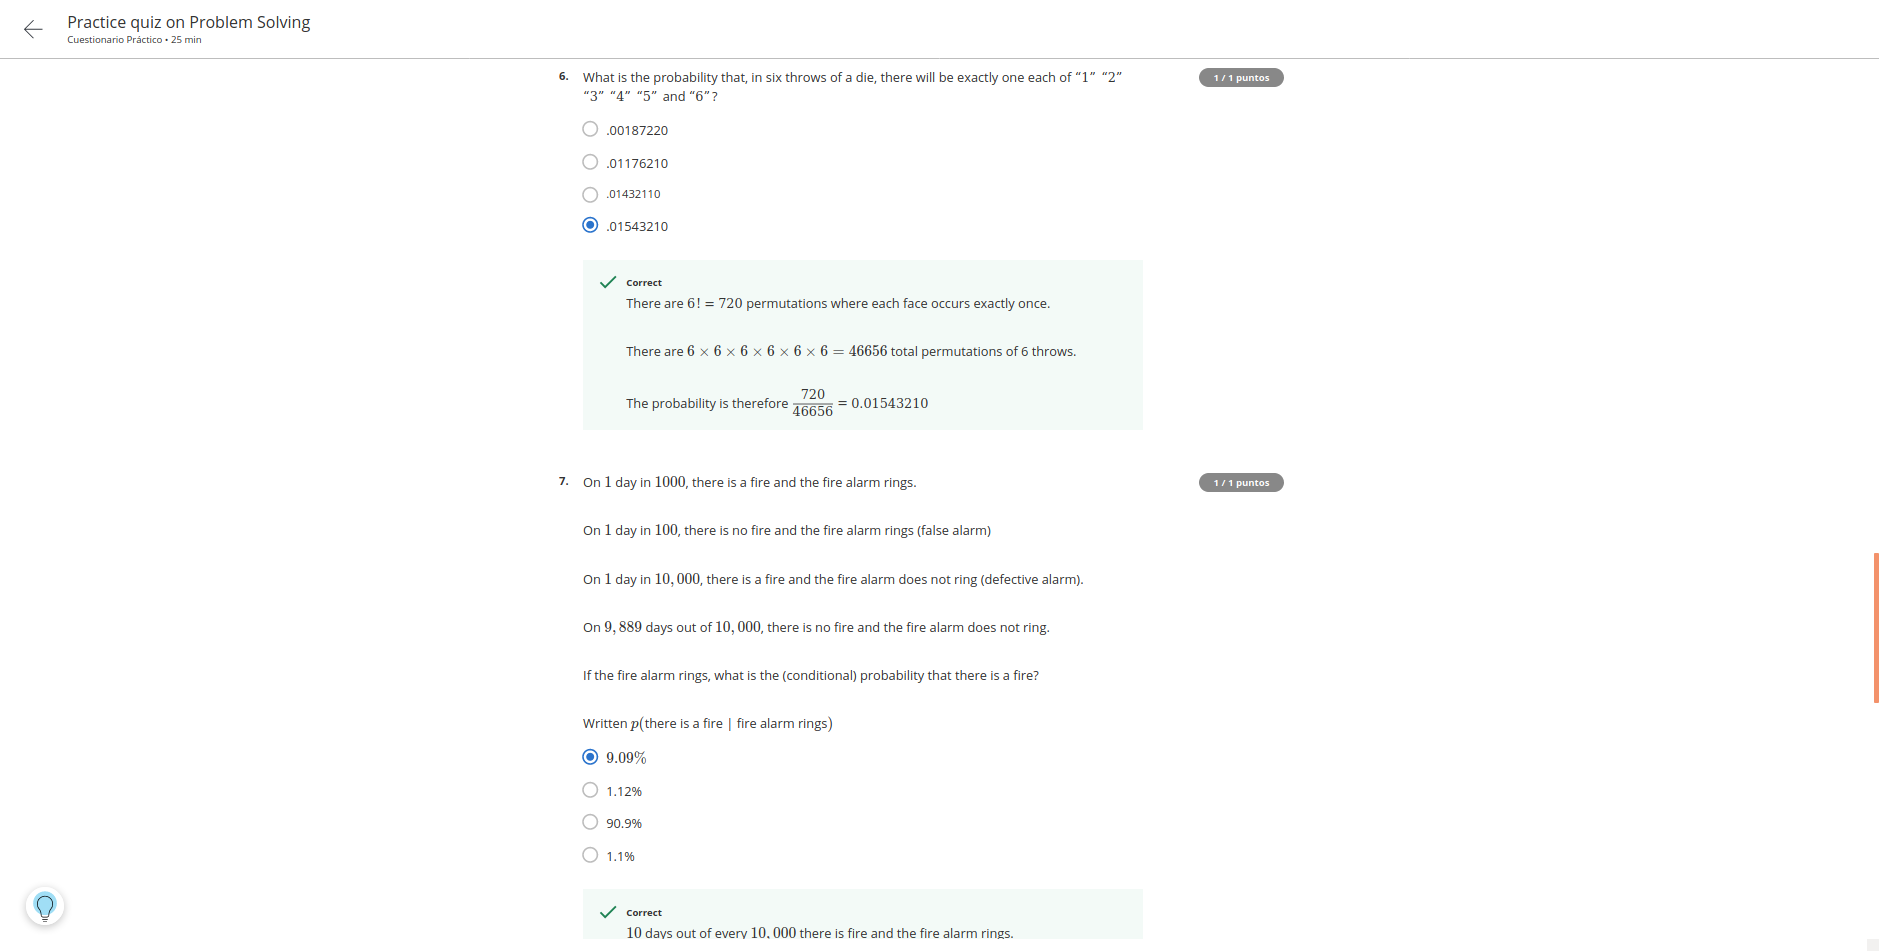 Practice quiz on Problem Solving
Cuestionario Práctico • 25 min
6. What is the probability that, in six throws of a die, there will be exactly one each of “1” “2”
“3” “4” “5” and “6”?
1 / 1 puntos
.00187220
.01176210
.01432110
.01543210
Correct
There are 6! = 720 permutations where each face occurs exactly once.
There are 6 × 6 × 6 × 6 × 6 × 6 = 46656 total permutations of 6 throws.
The probability is therefore 720/46656 = 0.01543210
7. On 1 day in 1000, there is a fire and the fire alarm rings.
1 / 1 puntos
On 1 day in 100, there is no fire and the fire alarm rings (false alarm)
On 1 day in 10, 000, there is a fire and the fire alarm does not ring (defective alarm).
On 9, 889 days out of 10, 000, there is no fire and the fire alarm does not ring.
If the fire alarm rings, what is the (conditional) probability that there is a fire?
Written p(there is a fire | fire alarm rings)
9.09%
1.12%
90.9%
1.1%
Correct
10 days out of every 10, 000 there is fire and the fire alarm rings.